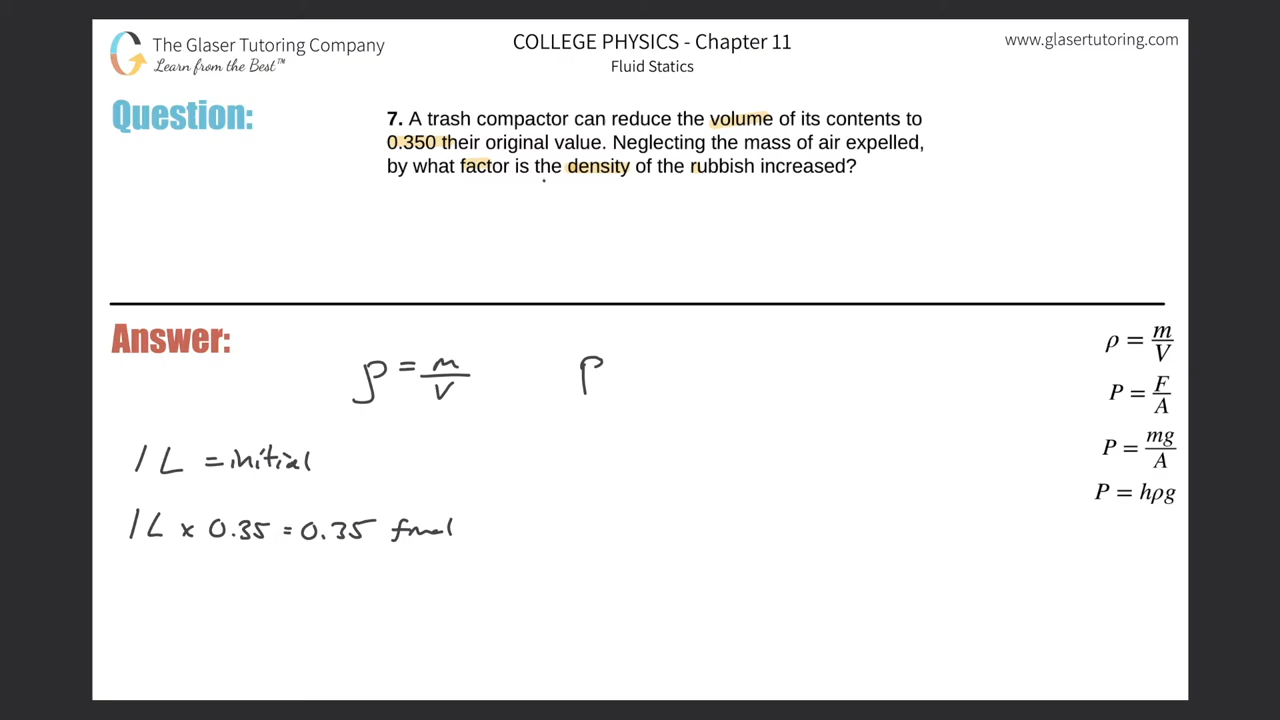 The Glaser Tutoring Company
Learn from the Best™
COLLEGE PHYSICS - Chapter 11
Fluid Statics
www.glasertutoring.com
Question:
7. A trash compactor can reduce the volume of its contents to
0.350 their original value. Neglecting the mass of air expelled,
by what factor is the density of the rubbish increased?
Answer:
ρ = m/V
ρ
1 L = initial
1L × 0.35 = 0.35 final
ρ = m/V
P = F/A
P = mg/A
P = hρg